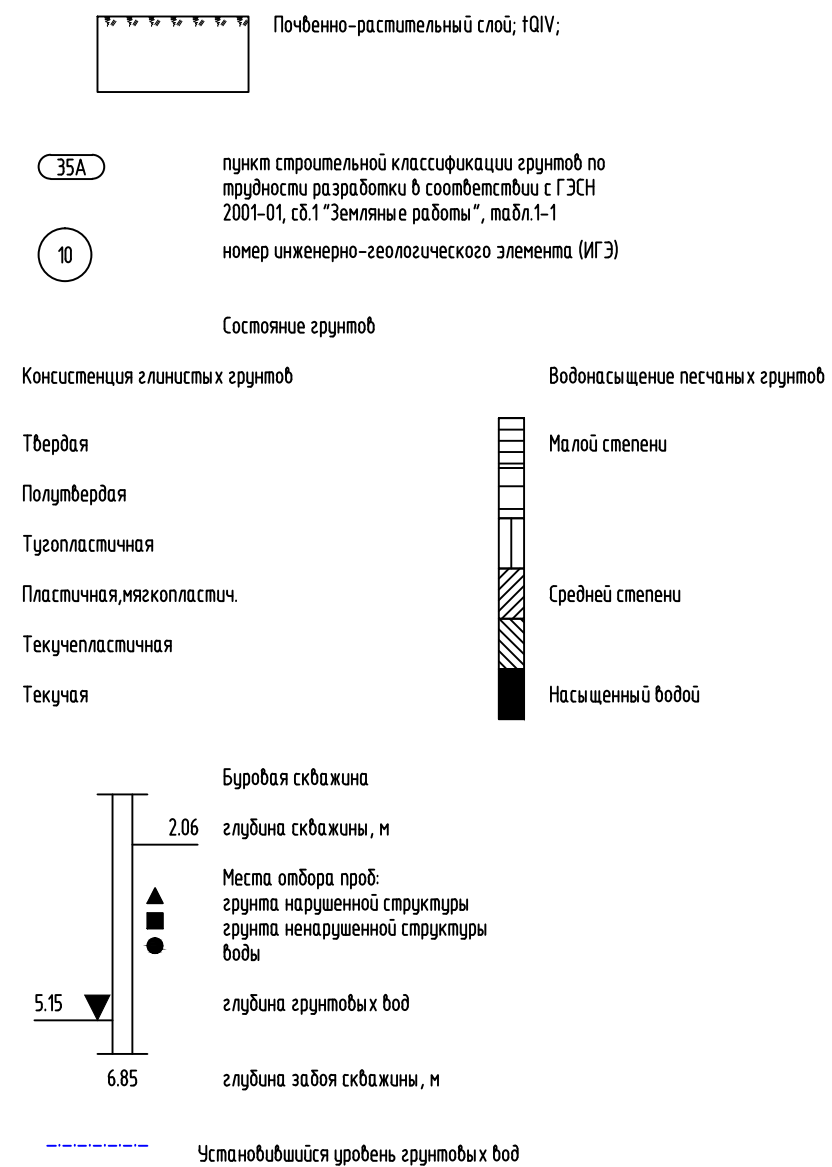 Почвенно-растительный слой; tQIV;
35А
пункт строительной классификации грунтов по
трудности разработки в соответствии с ГЭСН
2001-01, сб.1 "Земляные работы", табл.1-1
10
номер инженерно-геологического элемента (ИГЭ)
Состояние грунтов
Консистенция глинистых грунтов
Водонасыщение песчаных грунтов
Твердая
Малой степени
Полутвердая
Тугопластичная
Пластичная,мягкопластич.
Средней степени
Текучепластичная
Текучая
Насыщенный водой
Буровая скважина
2.06
глубина скважины, м
Места отбора проб:
грунта нарушенной структуры
грунта ненарушенной структуры
воды
5.15
глубина грунтовых вод
6.85
глубина забоя скважины, м
Установившийся уровень грунтовых вод